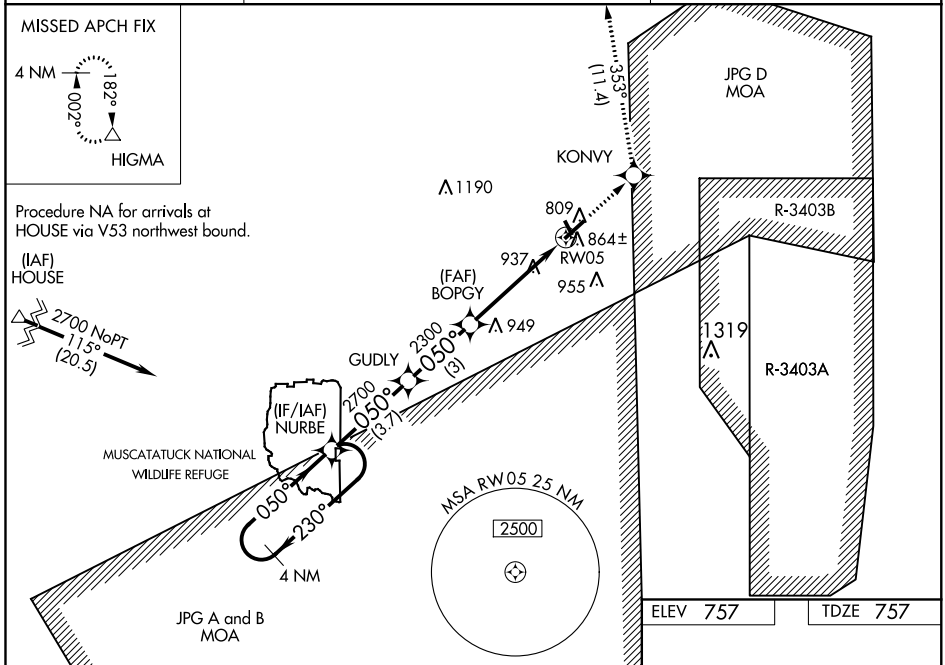 MISSED APCH FIX
4 NM
002°
182°
HIGMA
Procedure NA for arrivals at
HOUSE via V53 northwest bound.
(IAF)
HOUSE
2700 NoPT
115°
(20.5)
353°
(11.4)
JPG D
MOA
KONVY
1190
809
864±
RW05
937
955
R-3403B
(FAF)
BOPGY
949
2300
050°
(3)
GUDLY
1319
R-3403A
2700
050°
(3.7)
(IF/IAF)
NURBE
MUSCATATUCK NATIONAL
WILDLIFE REFUGE
050°
230°
4 NM
MSA RW05 25 NM
2500
JPG A and B
MOA
ELEV 757
TDZE 757